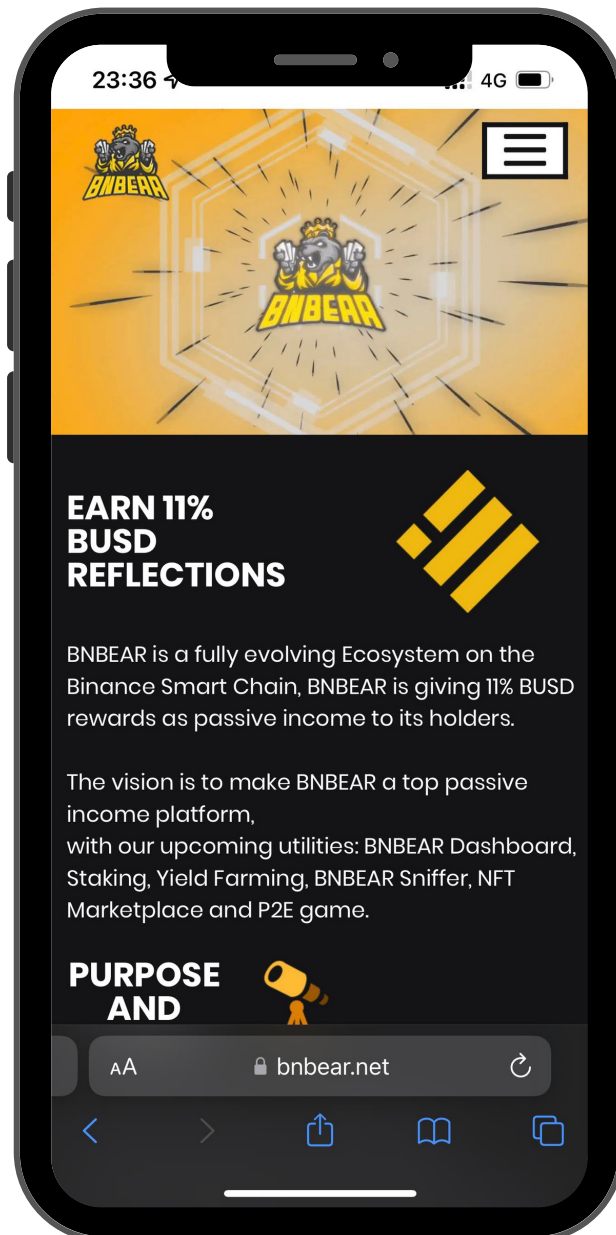 23:36
4G
BNBEAR
BNBEAR
EARN 11%
BUSD
REFLECTIONS
BNBEAR is a fully evolving Ecosystem on the
Binance Smart Chain, BNBEAR is giving 11% BUSD
rewards as passive income to its holders.
The vision is to make BNBEAR a top passive
income platform,
with our upcoming utilities: BNBEAR Dashboard,
Staking, Yield Farming, BNBEAR Sniffer, NFT
Marketplace and P2E game.
PURPOSE
AND
AA
bnbear.net